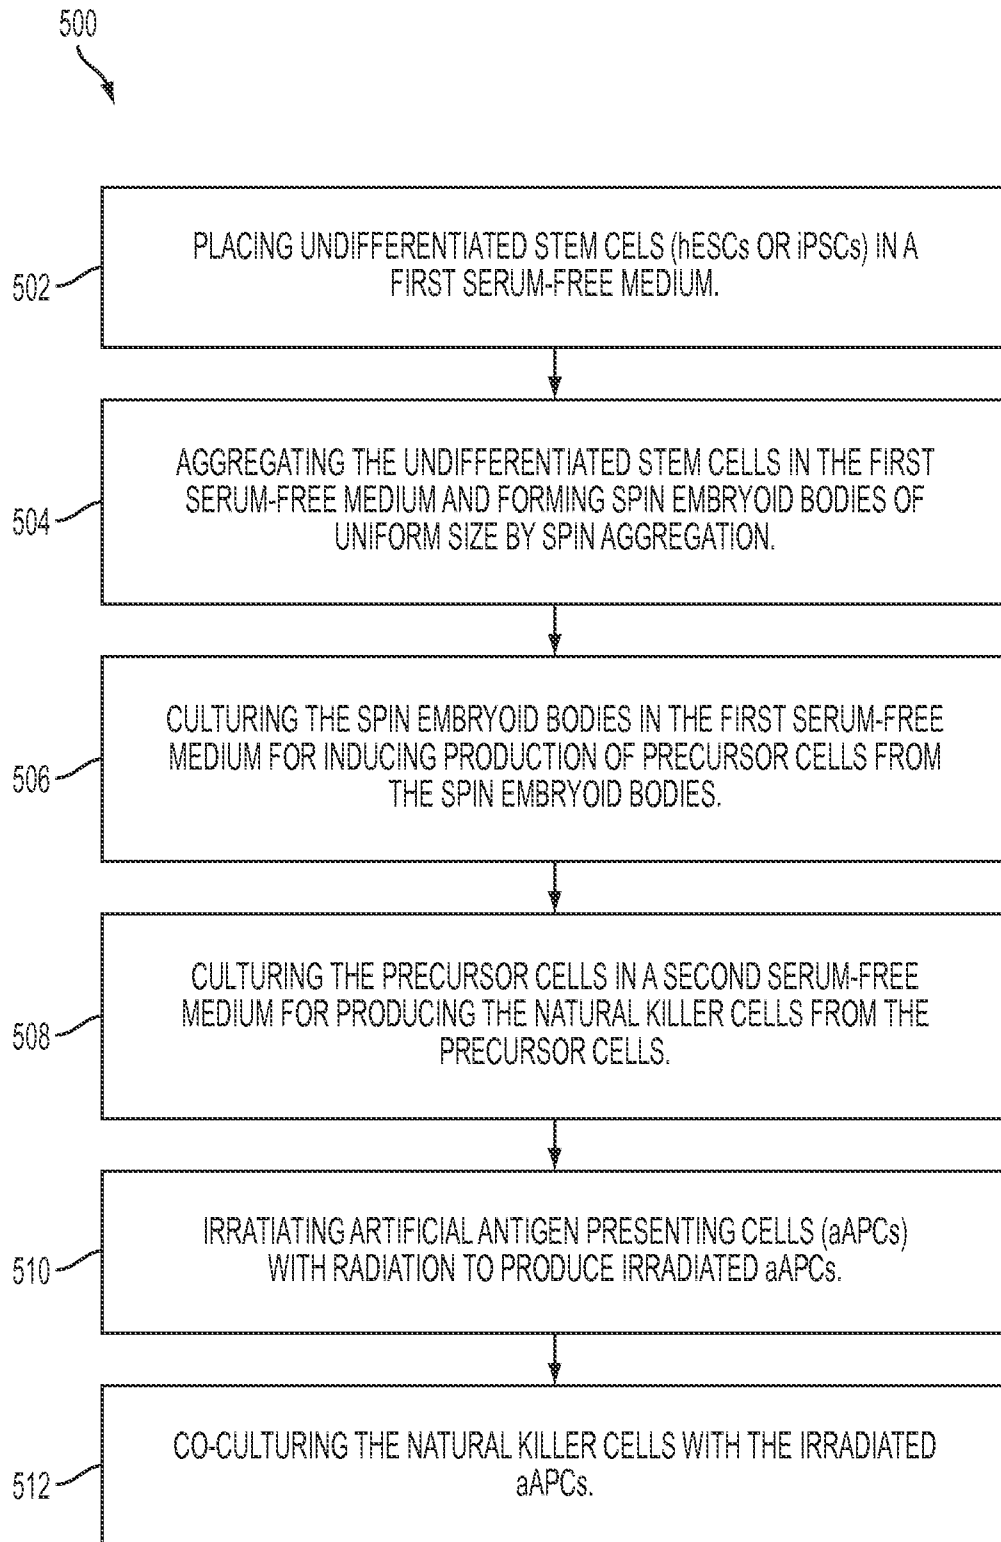 500
502
PLACING UNDIFFERENTIATED STEM CELS (hESCs OR iPSCs) IN A
FIRST SERUM-FREE MEDIUM.
504
AGGREGATING THE UNDIFFERENTIATED STEM CELLS IN THE FIRST
SERUM-FREE MEDIUM AND FORMING SPIN EMBRYOID BODIES OF
UNIFORM SIZE BY SPIN AGGREGATION.
506
CULTURING THE SPIN EMBRYOID BODIES IN THE FIRST SERUM-FREE
MEDIUM FOR INDUCING PRODUCTION OF PRECURSOR CELLS FROM
THE SPIN EMBRYOID BODIES.
508
CULTURING THE PRECURSOR CELLS IN A SECOND SERUM-FREE
MEDIUM FOR PRODUCING THE NATURAL KILLER CELLS FROM THE
PRECURSOR CELLS.
510
IRRATIATING ARTIFICIAL ANTIGEN PRESENTING CELLS (aAPCs)
WITH RADIATION TO PRODUCE IRRADIATED aAPCs.
512
CO-CULTURING THE NATURAL KILLER CELLS WITH THE IRRADIATED
aAPCs.